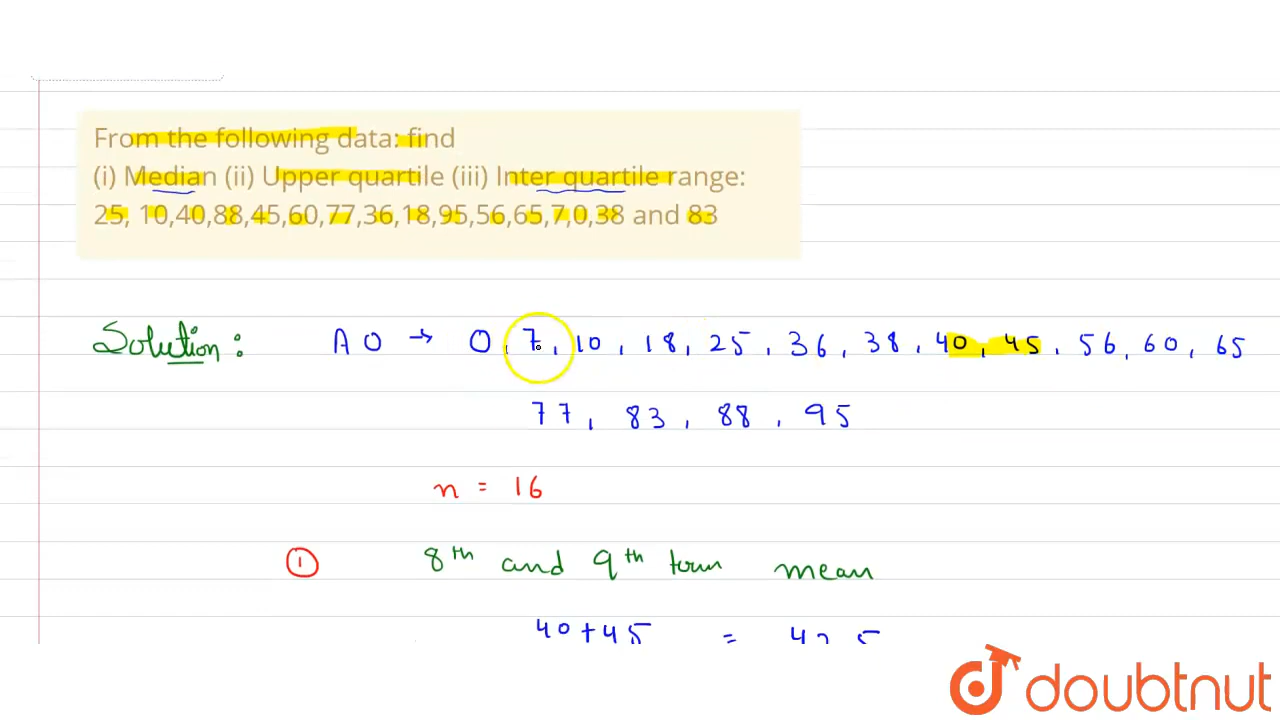 From the following data: find
(i) Median (ii) Upper quartile (iii) Inter quartile range:
25, 10,40,88,45,60,77,36,18,95,56,65,7,0,38 and 83
Solution : AO → 0, 7, 10, 18, 25, 36, 38, 40, 45, 56, 60, 65
77, 83, 88, 95
n = 16
① 8th and 9th term mean
40+45 = 42.5
doubtnut